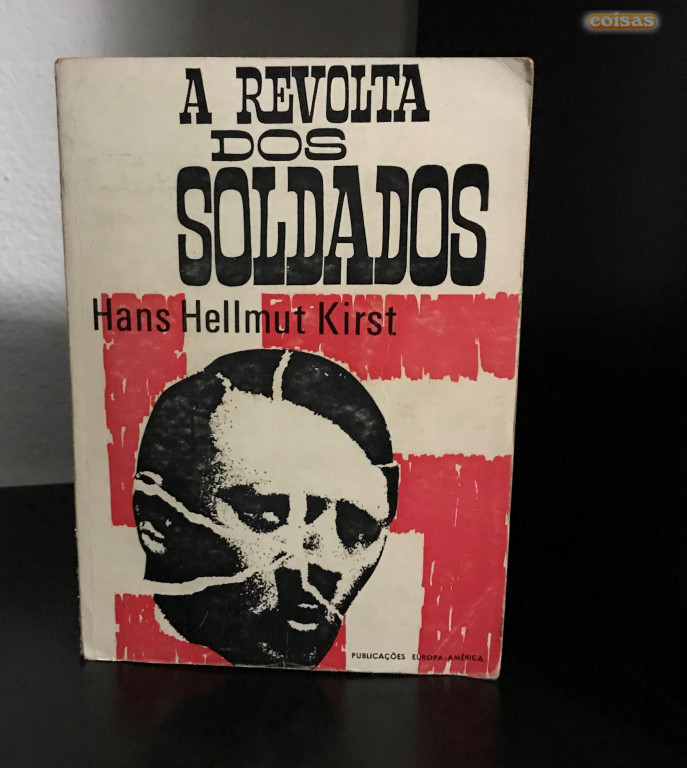 coisas
A REVOLTA
DOS
SOLDADOS
Hans Hellmut Kirst
PUBLICAÇÕES EUROPA-AMÉRICA